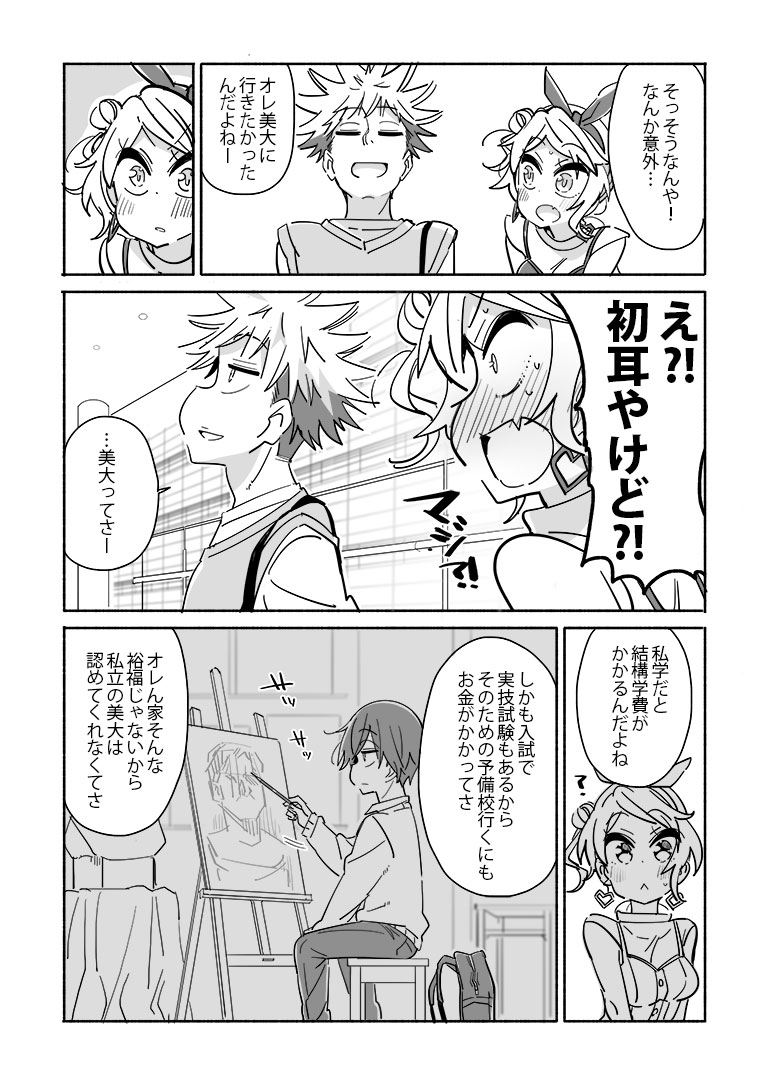 そっそうなんや!
なんか意外…
オレ美大に
行きたかった
んだよねー
え?!
初耳やけど?!
マジで?!
…美大ってさー
私学だと
結構学費が
かかるんだよね
?
しかも入試で
実技試験もあるから
そのための予備校行くにも
お金がかかってさ
サッ
サッ
オレん家そんな
裕福じゃないから
私立の美大は
認めてくれなくてさ